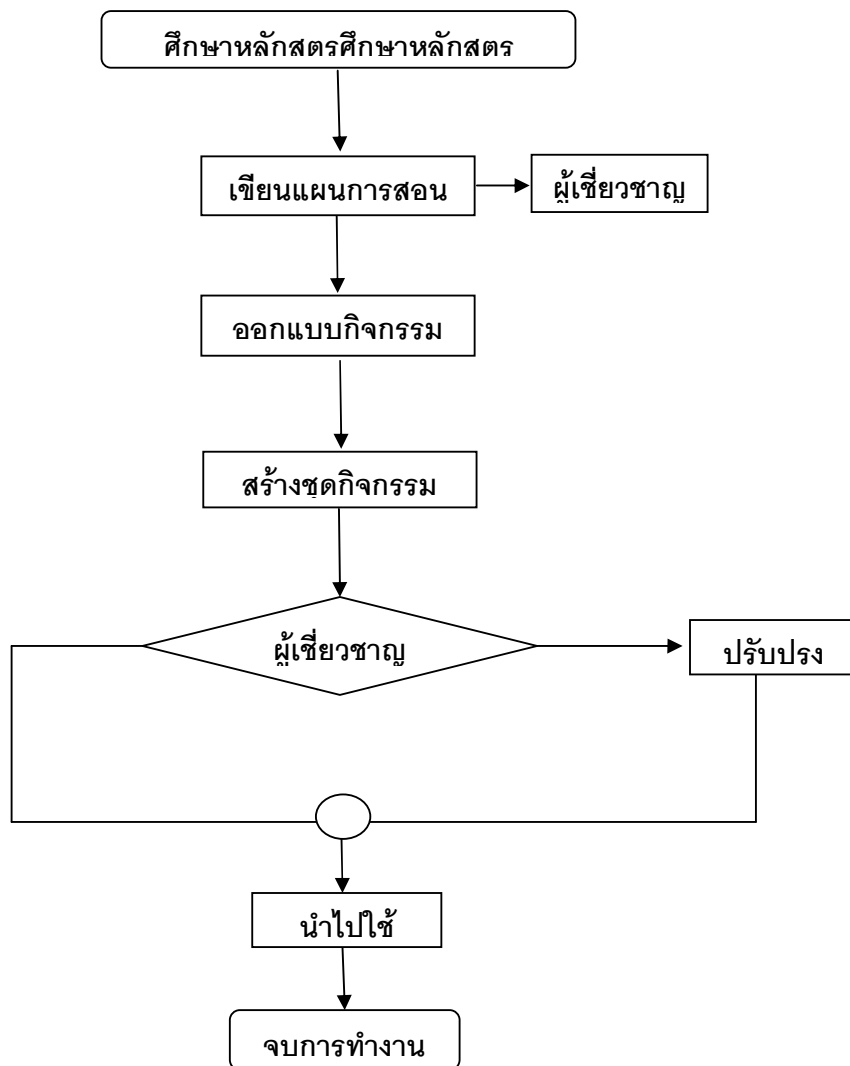 ศึกษาหลักสตรศึกษาหลักสตร
เขียนแผนการสอน
ผู้เชี่ยวชาญ
ออกแบบกิจกรรม
สร้างชุดกิจกรรม
ผู้เชี่ยวชาญ
ปรับปรง
นำไปใช้
จบการทำงาน